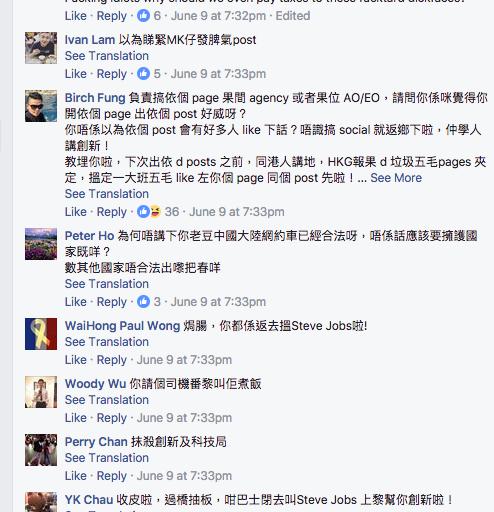 Like · Reply · 6 · June 9 at 7:32pm · Edited
Ivan Lam 以為睇緊MK仔發脾氣post
See Translation
Like · Reply · 5 · June 9 at 7:33pm
Birch Fung 負責搞依個 page 果間 agency 或者果位 AO/EO，請問你係咪覺得你
開依個 page 出依個 post 好威呀？
你唔係以為依個 post 會有好多人 like 下話？唔識搞 social 就返鄉下啦，仲學人
講創新！
教埋你啦，下次出依 d posts 之前，同港人講地，HKG報果 d 垃圾五毛pages 夾
定，搵定一大班五毛 like 左你個 page 同個 post 先啦！... See More
See Translation
Like · Reply · 36 · June 9 at 7:33pm
Peter Ho 為何唔講下你老豆中國大陸網約車已經合法呀，唔係話應該要擁護國
家既咩？
數其他國家唔合法出嚟把春咩
See Translation
Like · Reply · 3 · June 9 at 7:33pm
WaiHong Paul Wong 焗腸，你都係返去搵Steve Jobs啦!
See Translation
Like · Reply · June 9 at 7:33pm
Woody Wu 你請個司機番黎叫佢煮飯
See Translation
Like · Reply · June 9 at 7:33pm
Perry Chan 抹殺創新及科技局
See Translation
Like · Reply · June 9 at 7:33pm
YK Chau 收皮啦，過橋抽板，咁巴士閉去叫Steve Jobs 上黎幫你創新啦！